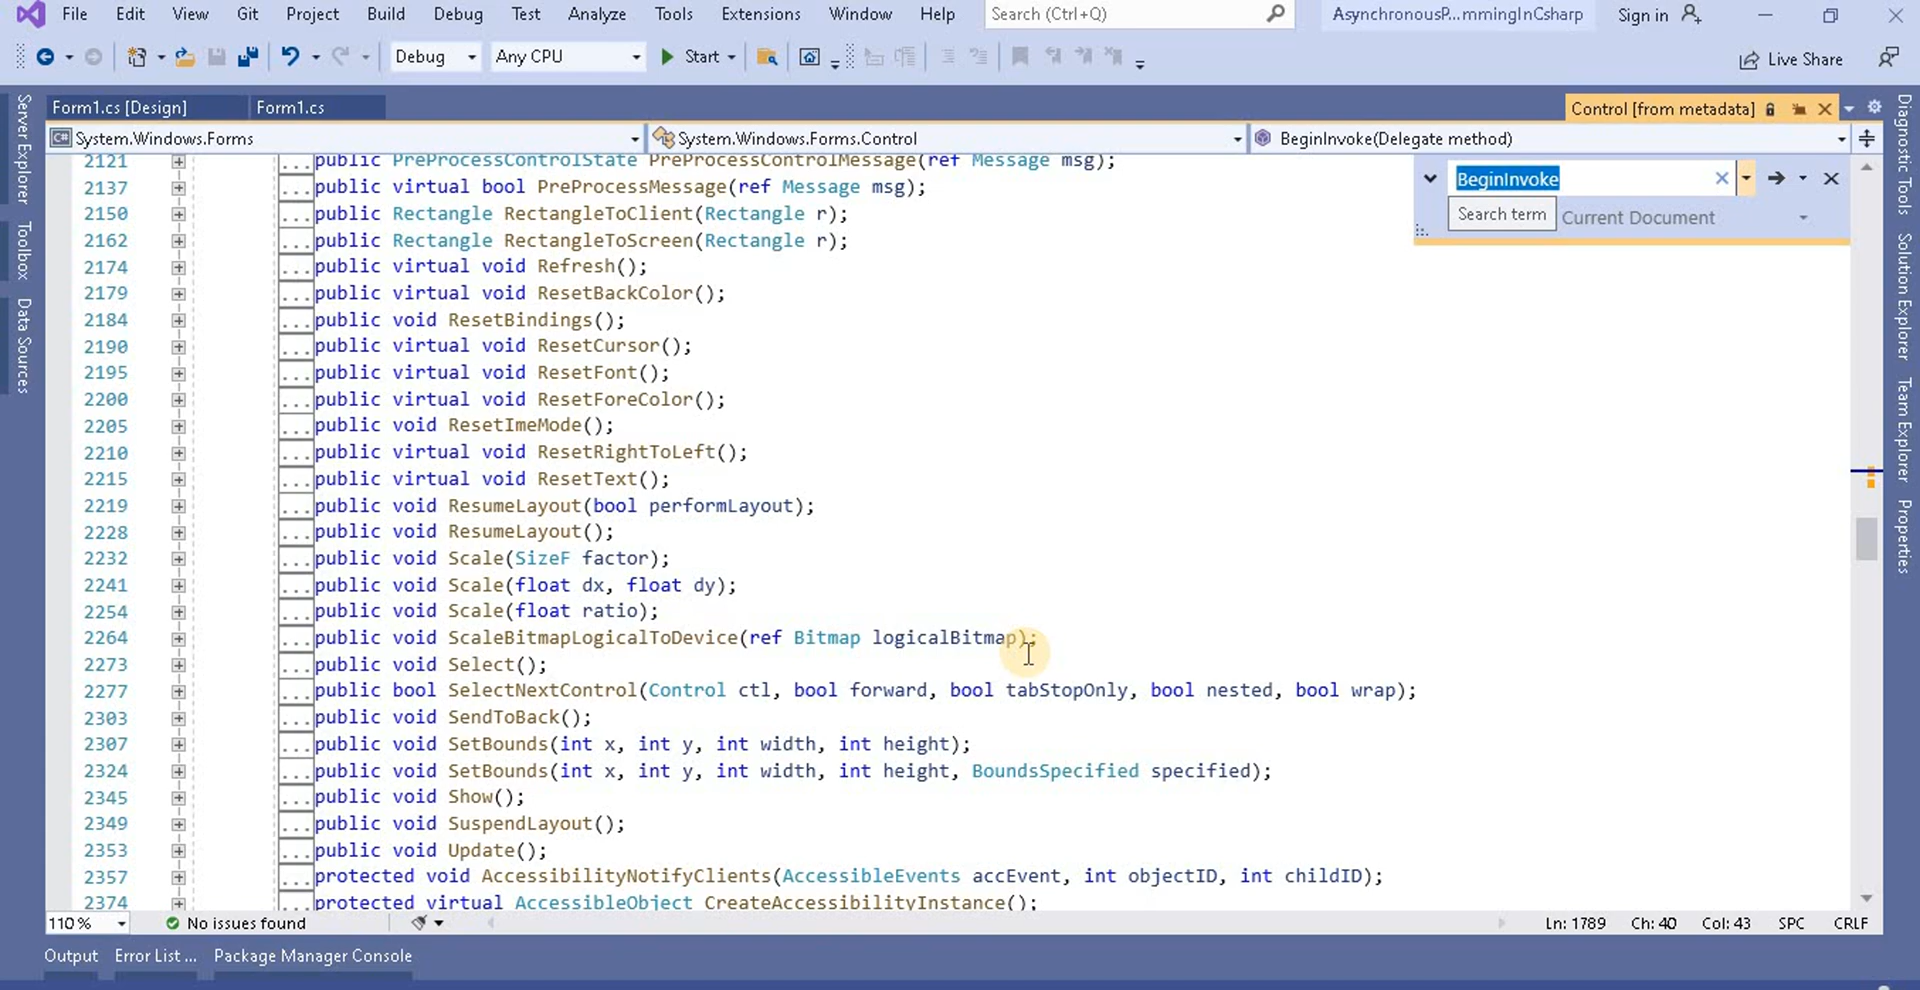 File Edit View Git Project Build Debug Test Analyze Tools Extensions Window Help Search (Ctrl+Q) AsynchronousP...mmingInCsharp Sign in
Debug Any CPU Start Live Share
Form1.cs [Design] Form1.cs Control [from metadata]
System.Windows.Forms System.Windows.Forms.Control BeginInvoke(Delegate method)
2121 ...public PreProcessControlState PreProcessControlMessage(ref Message msg);
2137 ...public virtual bool PreProcessMessage(ref Message msg);
2150 ...public Rectangle RectangleToClient(Rectangle r);
2162 ...public Rectangle RectangleToScreen(Rectangle r);
2174 ...public virtual void Refresh();
2179 ...public virtual void ResetBackColor();
2184 ...public void ResetBindings();
2190 ...public virtual void ResetCursor();
2195 ...public virtual void ResetFont();
2200 ...public virtual void ResetForeColor();
2205 ...public void ResetImeMode();
2210 ...public virtual void ResetRightToLeft();
2215 ...public virtual void ResetText();
2219 ...public void ResumeLayout(bool performLayout);
2228 ...public void ResumeLayout();
2232 ...public void Scale(SizeF factor);
2241 ...public void Scale(float dx, float dy);
2254 ...public void Scale(float ratio);
2264 ...public void ScaleBitmapLogicalToDevice(ref Bitmap logicalBitmap);
2273 ...public void Select();
2277 ...public bool SelectNextControl(Control ctl, bool forward, bool tabStopOnly, bool nested, bool wrap);
2303 ...public void SendToBack();
2307 ...public void SetBounds(int x, int y, int width, int height);
2324 ...public void SetBounds(int x, int y, int width, int height, BoundsSpecified specified);
2345 ...public void Show();
2349 ...public void SuspendLayout();
2353 ...public void Update();
2357 ...protected void AccessibilityNotifyClients(AccessibleEvents accEvent, int objectID, int childID);
2374 ...protected virtual AccessibleObject CreateAccessibilityInstance();
BeginInvoke
Search term Current Document
Server Explorer
Toolbox
Data Sources
Diagnostic Tools
Solution Explorer
Team Explorer
Properties
110 % No issues found Ln: 1789 Ch: 40 Col: 43 SPC CRLF
Output Error List ... Package Manager Console